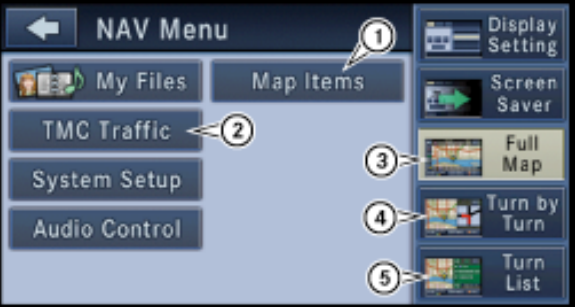 NAV Menu
1
My Files
Map Items
TMC Traffic
2
System Setup
Audio Control
Display
Setting
Screen
Saver
3
Full
Map
4
Turn by
Turn
5
Turn
List